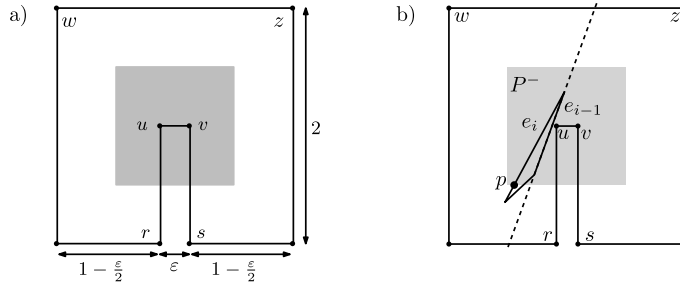 a)
w z
u v
2
r s
1 − ε/2 ε 1 − ε/2
b)
w z
P⁻
e_{i−1}
e_i
u v
p
r s